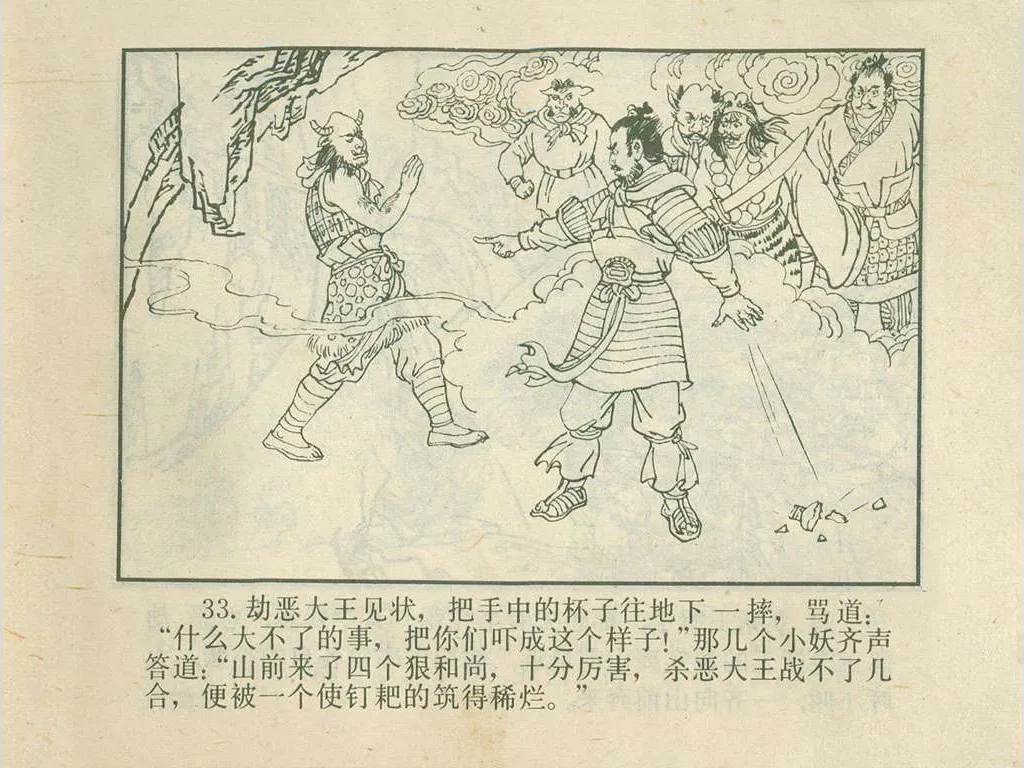 33.劫恶大王见状，把手中的杯子往地下一摔，骂道：
“什么大不了的事，把你们吓成这个样子！”那几个小妖齐声
答道：“山前来了四个狠和尚，十分厉害，杀恶大王战不了几
合，便被一个使钉耙的筑得稀烂。”